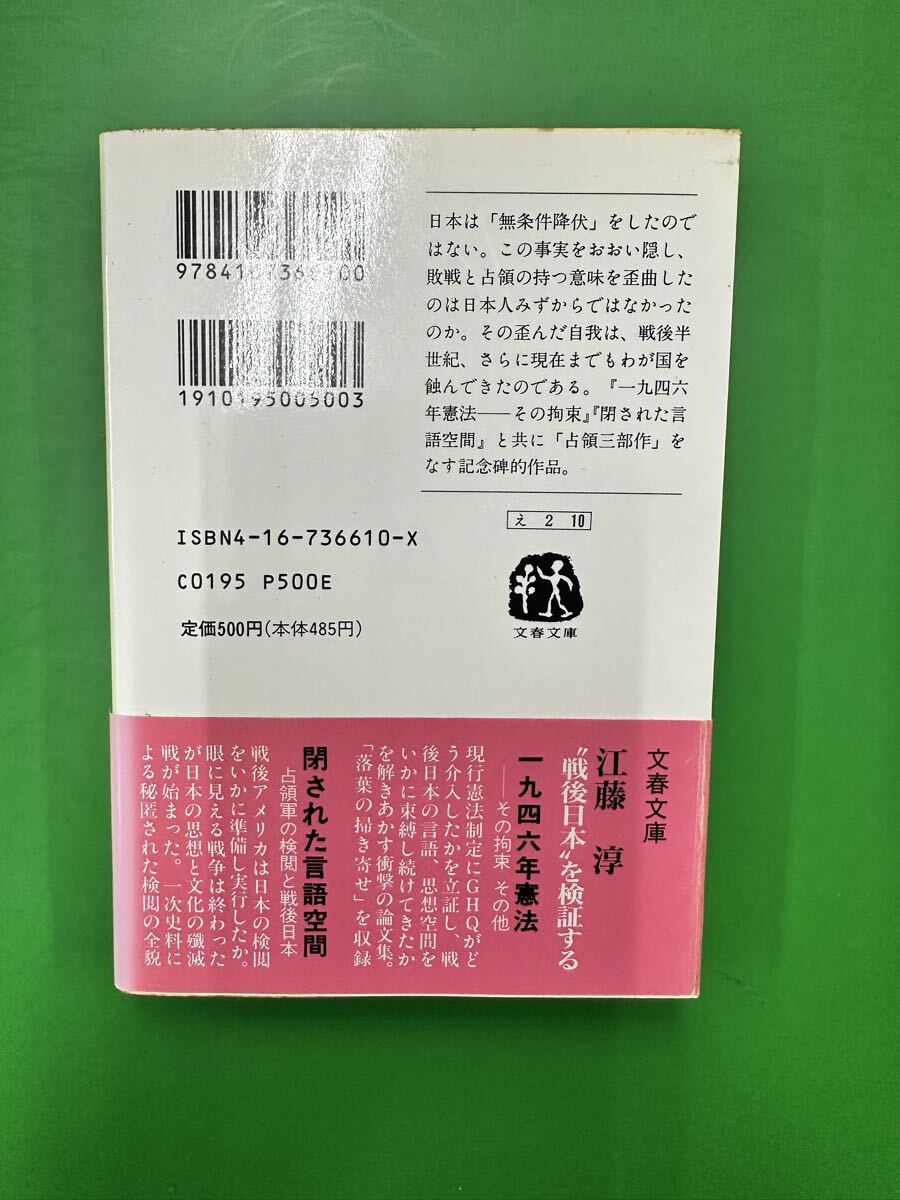 日本は「無条件降伏」をしたので
はない。この事実をおおい隠し、
敗戦と占領の持つ意味を歪曲した
のは日本人みずからではなかった
のか。その歪んだ自我は、戦後半
世紀、さらに現在までもわが国を
蝕んできたのである。『一九四六
年憲法――その拘束』『閉された言
語空間』と共に「占領三部作」を
なす記念碑的作品。
え 2 10
文春文庫
1910195005003
ISBN4-16-736610-X
C0195 P500E
定価500円(本体485円)
文春文庫
江藤 淳
“戦後日本”を検証する
一九四六年憲法
――その拘束 その他
現行憲法制定にGHQがど
う介入したかを立証し、戦
後日本の言語、思想空間を
いかに束縛し続けてきたか
を解きあかす衝撃の論文集。
「落葉の掃き寄せ」を収録
閉された言語空間
占領軍の検閲と戦後日本
戦後アメリカは日本の検閲
をいかに準備し実行したか。
眼に見える戦争は終わった
が日本の思想と文化の殲滅
戦が始まった。一次史料に
よる秘匿された検閲の全貌